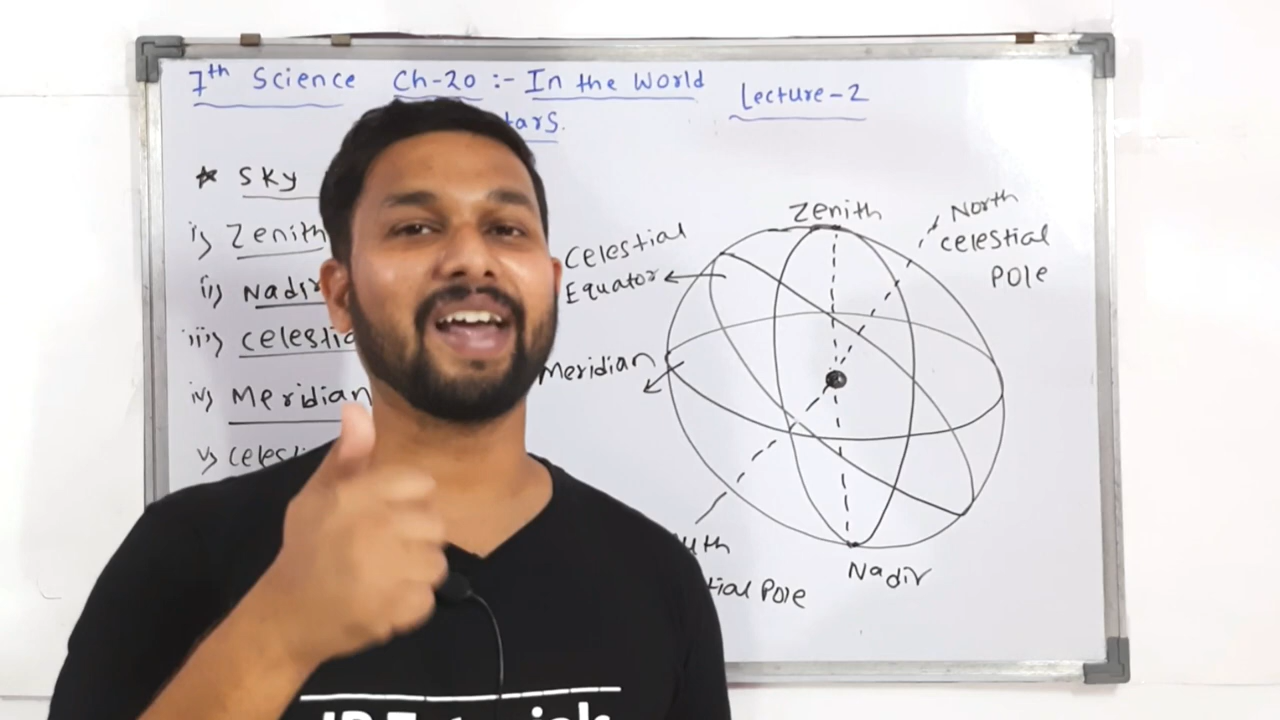 7th Science Ch-20 :- In the World
tars.
Lecture-2
* Sky
i) Zenith
ii) Nadir
iii) celestia
iv) Meridian
v) celesti
Zenith
North
celestial
Pole
Celestial
Equator
Meridian
uth
tial Pole
Nadir